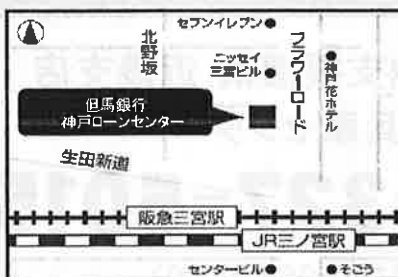 セブンイレブン
北野坂
フラワーロード
ニッセイ
三宮ビル
神戸花ホテル
但馬銀行
神戸ローンセンター
生田新道
阪急三宮駅
JR三ノ宮駅
センタービル
そごう